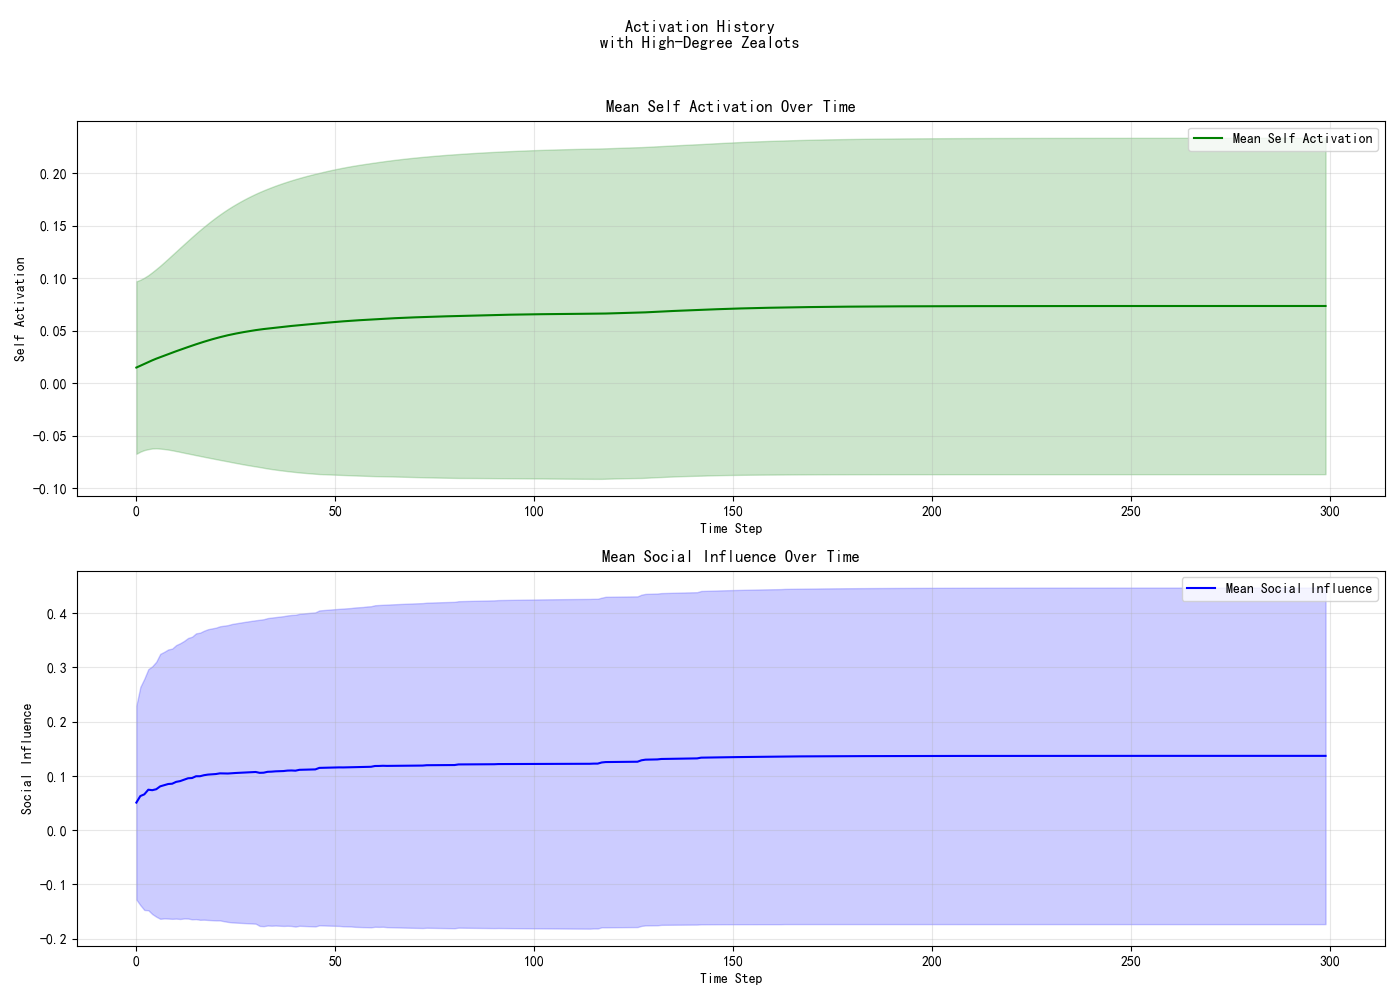 Activation History
with High-Degree Zealots
Mean Self Activation Over Time
Mean Self Activation
Self Activation
0.20
0.15
0.10
0.05
0.00
-0.05
-0.10
0
50
100
150
200
250
300
Time Step
Mean Social Influence Over Time
Mean Social Influence
Social Influence
0.4
0.3
0.2
0.1
0.0
-0.1
-0.2
0
50
100
150
200
250
300
Time Step